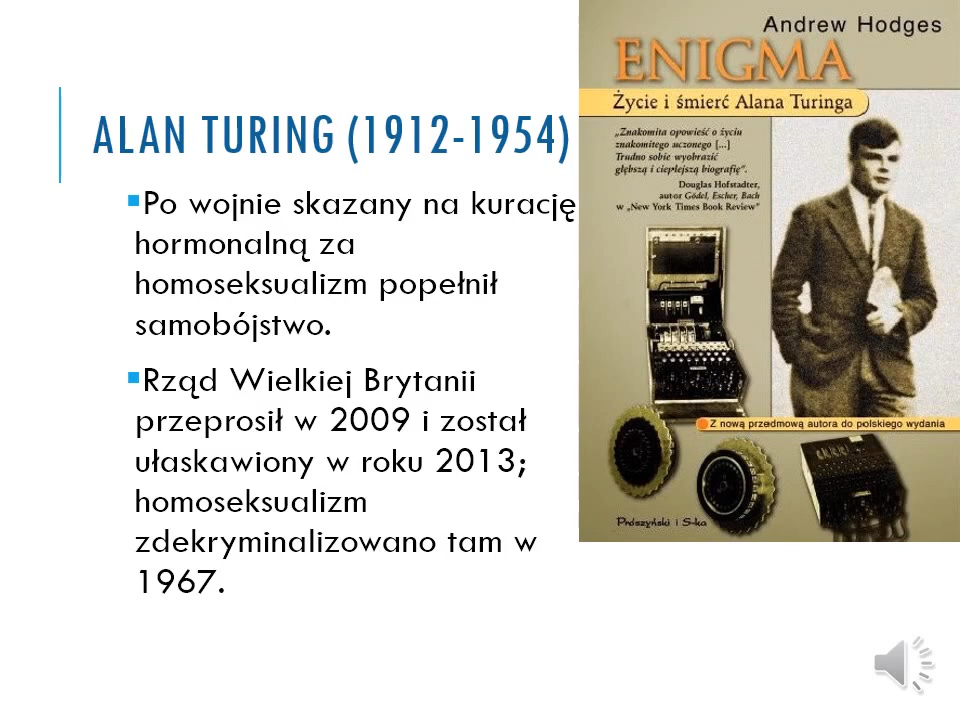 ALAN TURING (1912-1954)
▪Po wojnie skazany na kurację
hormonalną za
homoseksualizm popełnił
samobójstwo.
▪Rząd Wielkiej Brytanii
przeprosił w 2009 i został
ułaskawiony w roku 2013;
homoseksualizm
zdekryminalizowano tam w
1967.
Andrew Hodges
ENIGMA
Życie i śmierć Alana Turinga
„Znakomita opowieść o życiu
znakomitego uczonego [...]
Trudno sobie wyobrazić
głębszą i cieplejszą biografię”.
Douglas Hofstadter,
autor Gödel, Escher, Bach
w „New York Times Book Review”
Z nową przedmową autora do polskiego wydania
Prószyński i S-ka